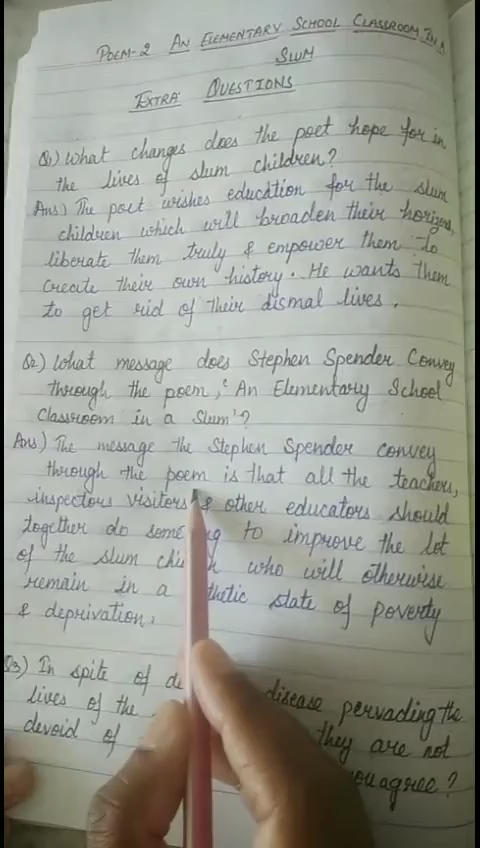 POEM-2 AN ELEMENTARY SCHOOL CLASSROOM IN A
SLUM
EXTRA QUESTIONS
Q1) What changes does the poet hope for in
the lives of slum children?
Ans) The poet wishes education for the slum
children which will broaden their horizons,
liberate them truly & empower them to
create their own history. He wants them
to get rid of their dismal lives.
Q2.) What message does Stephen Spender Convey
through the poem, 'An Elementary School
Classroom in a Slum'?
Ans) The message the Stephen Spender convey
through the poem is that all the teachers,
inspectors visitors & other educators should
together do to improve the lot
of the slum who will otherwise
remain in a state of poverty
& deprivation.
Q3) In spite of disease pervading the
lives of the they are not
devoid of agree?